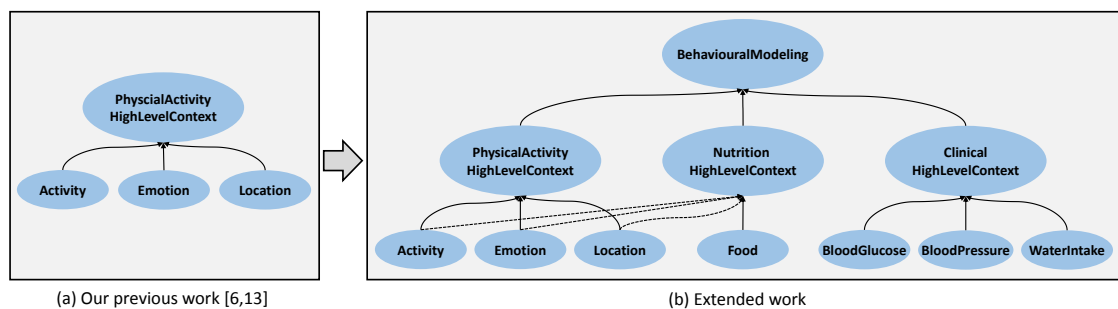 PhyscialActivity
HighLevelContext
Activity
Emotion
Location
(a) Our previous work [6,13]
BehaviouralModeling
PhysicalActivity
HighLevelContext
Nutrition
HighLevelContext
Clinical
HighLevelContext
Activity
Emotion
Location
Food
BloodGlucose
BloodPressure
WaterIntake
(b) Extended work